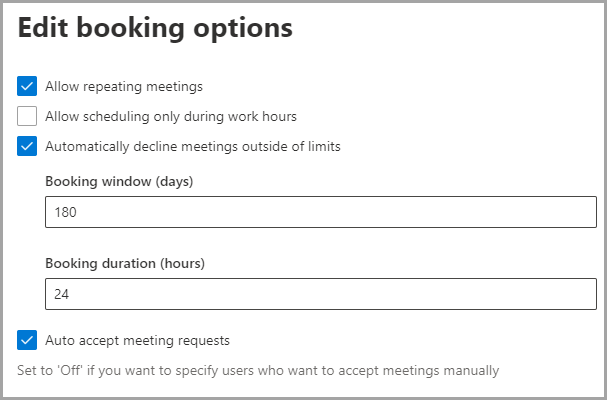 Edit booking options
Allow repeating meetings
Allow scheduling only during work hours
Automatically decline meetings outside of limits
Booking window (days)
180
Booking duration (hours)
24
Auto accept meeting requests
Set to 'Off' if you want to specify users who want to accept meetings manually